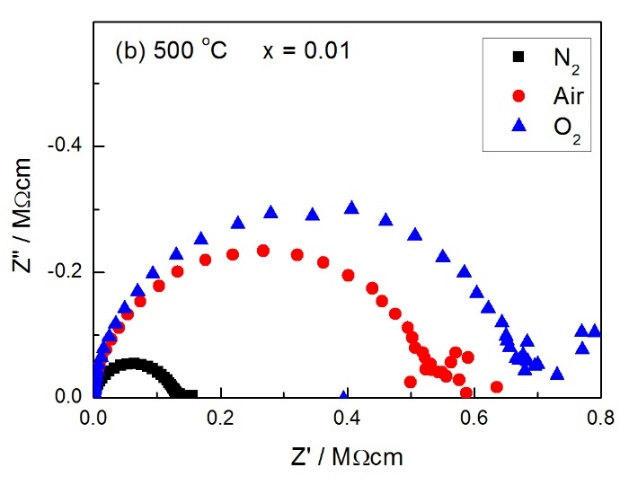 (b) 500 °C x = 0.01
N₂
Air
O₂
-0.4
-0.2
0.0
Z'' / MΩcm
0.0 0.2 0.4 0.6 0.8
Z' / MΩcm